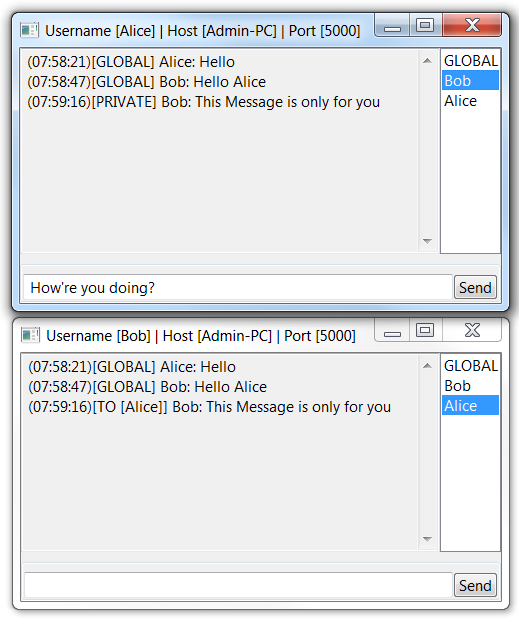 Username [Alice] | Host [Admin-PC] | Port [5000]
(07:58:21)[GLOBAL] Alice: Hello
(07:58:47)[GLOBAL] Bob: Hello Alice
(07:59:16)[PRIVATE] Bob: This Message is only for you
GLOBAL
Bob
Alice
How're you doing?
Send
Username [Bob] | Host [Admin-PC] | Port [5000]
(07:58:21)[GLOBAL] Alice: Hello
(07:58:47)[GLOBAL] Bob: Hello Alice
(07:59:16)[TO [Alice]] Bob: This Message is only for you
GLOBAL
Bob
Alice
Send